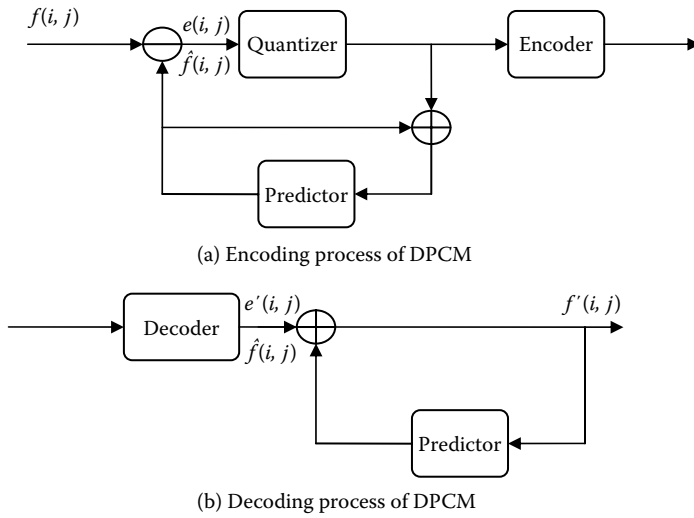 f(i, j)
e(i, j)
f̂(i, j)
Quantizer
Encoder
Predictor
(a) Encoding process of DPCM
Decoder
e′(i, j)
f̂(i, j)
f′(i, j)
Predictor
(b) Decoding process of DPCM